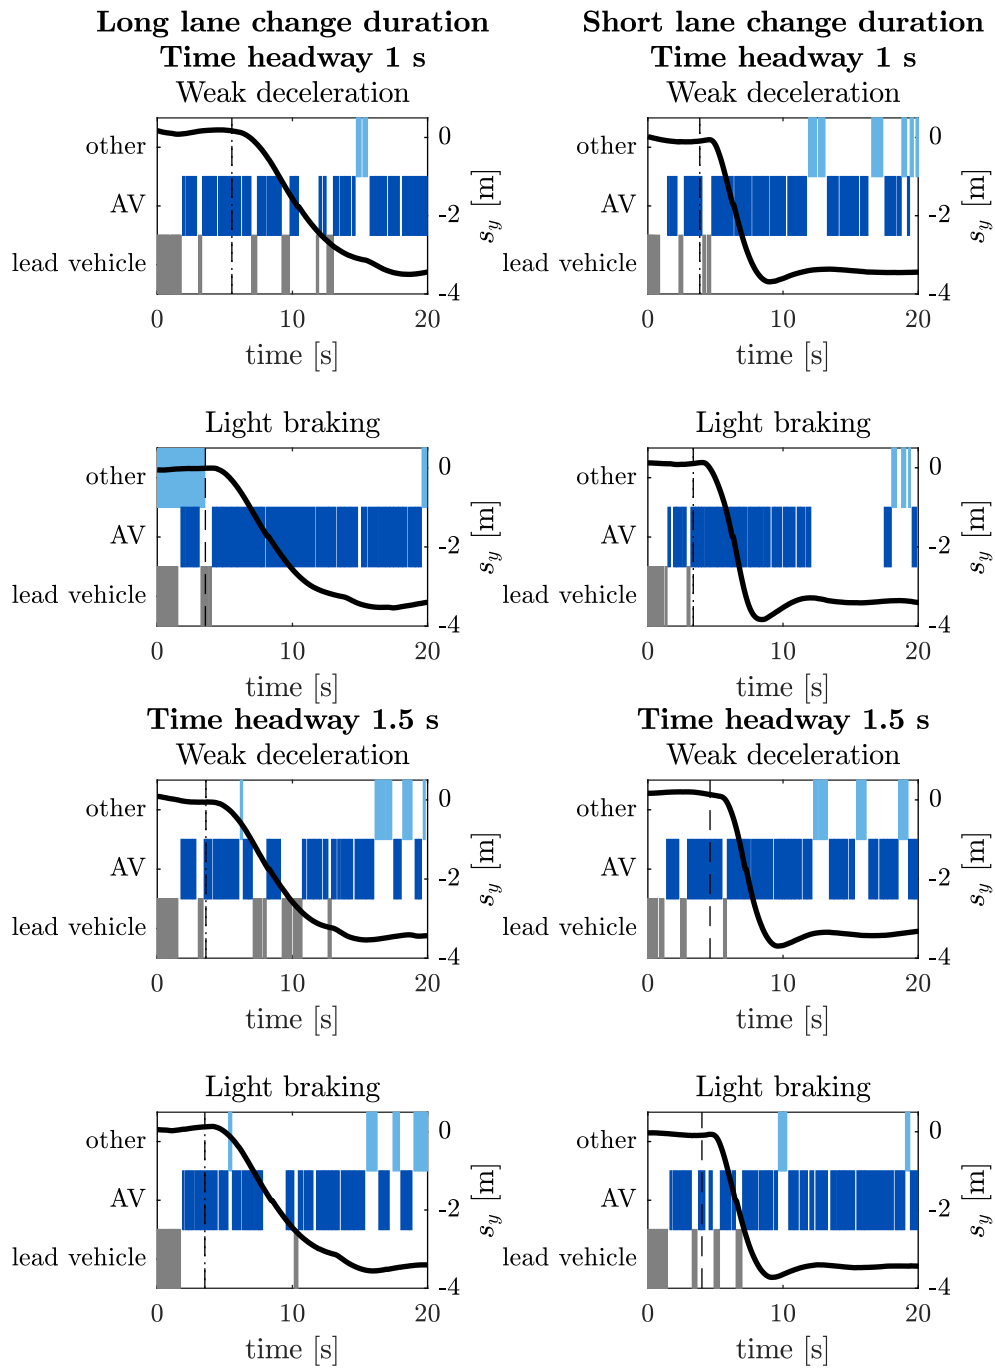 Long lane change duration
Time headway 1 s
Weak deceleration
other
AV
lead vehicle
0
-2
-4
s_y [m]
0 10 20
time [s]
Short lane change duration
Time headway 1 s
Weak deceleration
other
AV
lead vehicle
0
-2
-4
s_y [m]
0 10 20
time [s]
Light braking
other
AV
lead vehicle
0
-2
-4
s_y [m]
0 10 20
time [s]
Light braking
other
AV
lead vehicle
0
-2
-4
s_y [m]
0 10 20
time [s]
Time headway 1.5 s
Weak deceleration
other
AV
lead vehicle
0
-2
-4
s_y [m]
0 10 20
time [s]
Time headway 1.5 s
Weak deceleration
other
AV
lead vehicle
0
-2
-4
s_y [m]
0 10 20
time [s]
Light braking
other
AV
lead vehicle
0
-2
-4
s_y [m]
0 10 20
time [s]
Light braking
other
AV
lead vehicle
0
-2
-4
s_y [m]
0 10 20
time [s]